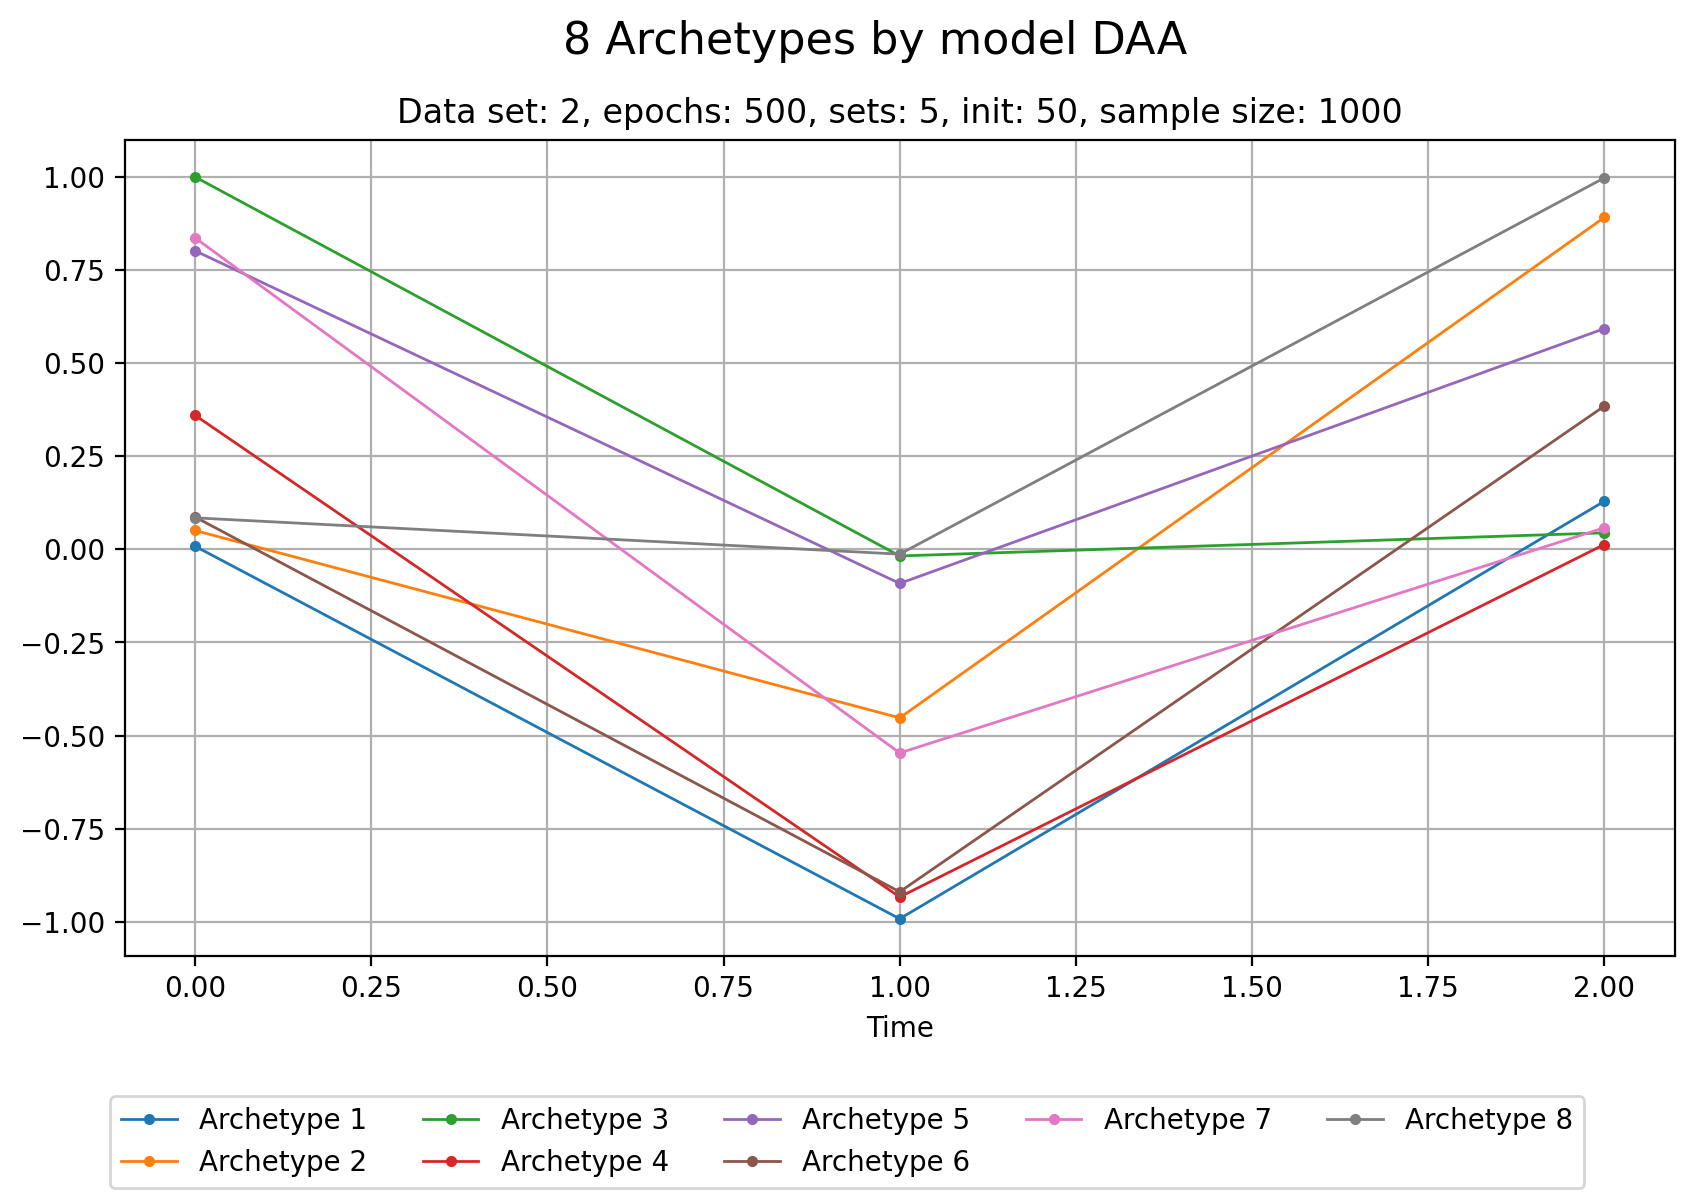 8 Archetypes by model DAA
Data set: 2, epochs: 500, sets: 5, init: 50, sample size: 1000
1.00
0.75
0.50
0.25
0.00
−0.25
−0.50
−0.75
−1.00
0.00 0.25 0.50 0.75 1.00 1.25 1.50 1.75 2.00
Time
Archetype 1 Archetype 3 Archetype 5 Archetype 7 Archetype 8
Archetype 2 Archetype 4 Archetype 6